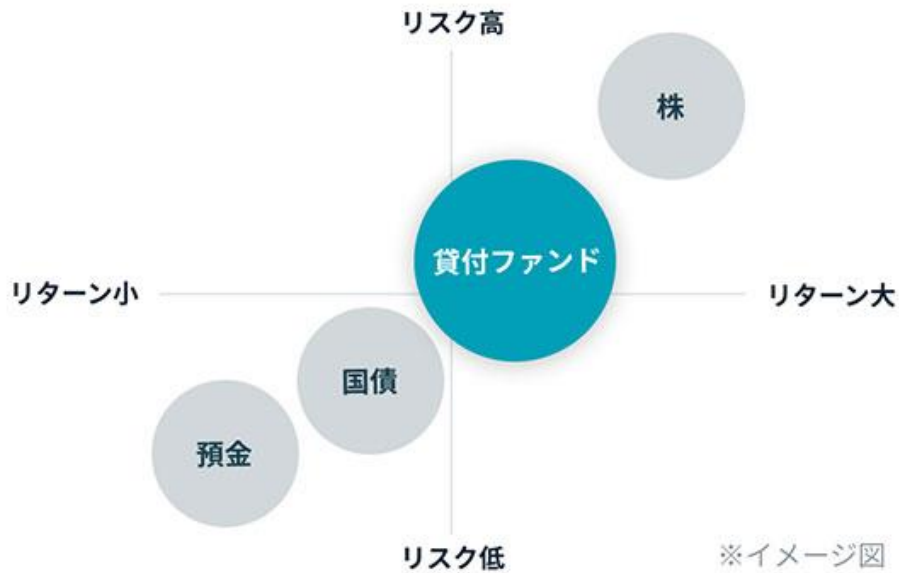 リスク高
株
貸付ファンド
リターン小
リターン大
国債
預金
リスク低
※イメージ図